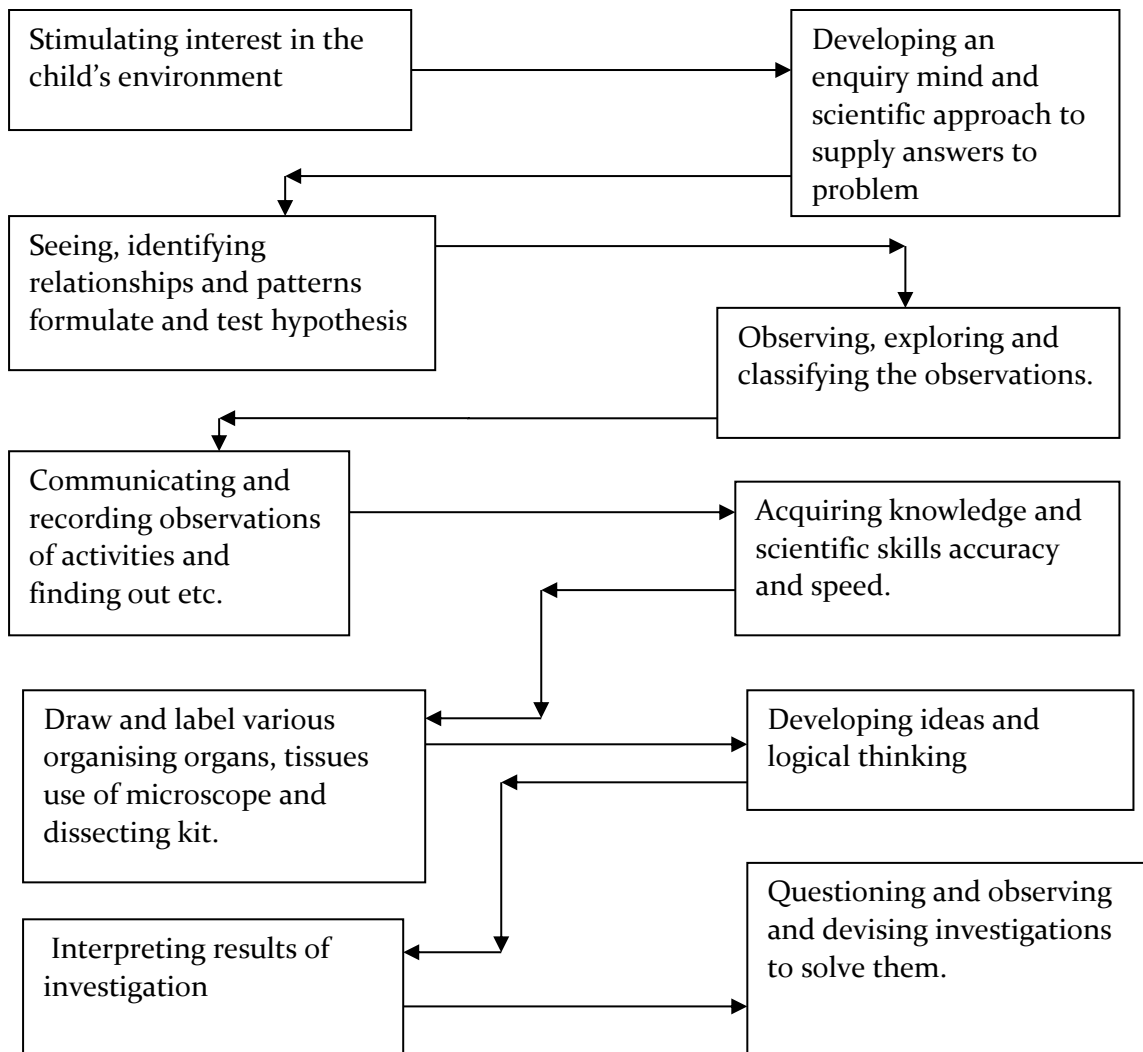 Stimulating interest in the
child’s environment
Developing an
enquiry mind and
scientific approach to
supply answers to
problem
Seeing, identifying
relationships and patterns
formulate and test hypothesis
Observing, exploring and
classifying the observations.
Communicating and
recording observations
of activities and
finding out etc.
Acquiring knowledge and
scientific skills accuracy
and speed.
Draw and label various
organising organs, tissues
use of microscope and
dissecting kit.
Developing ideas and
logical thinking
Interpreting results of
investigation
Questioning and observing
and devising investigations
to solve them.